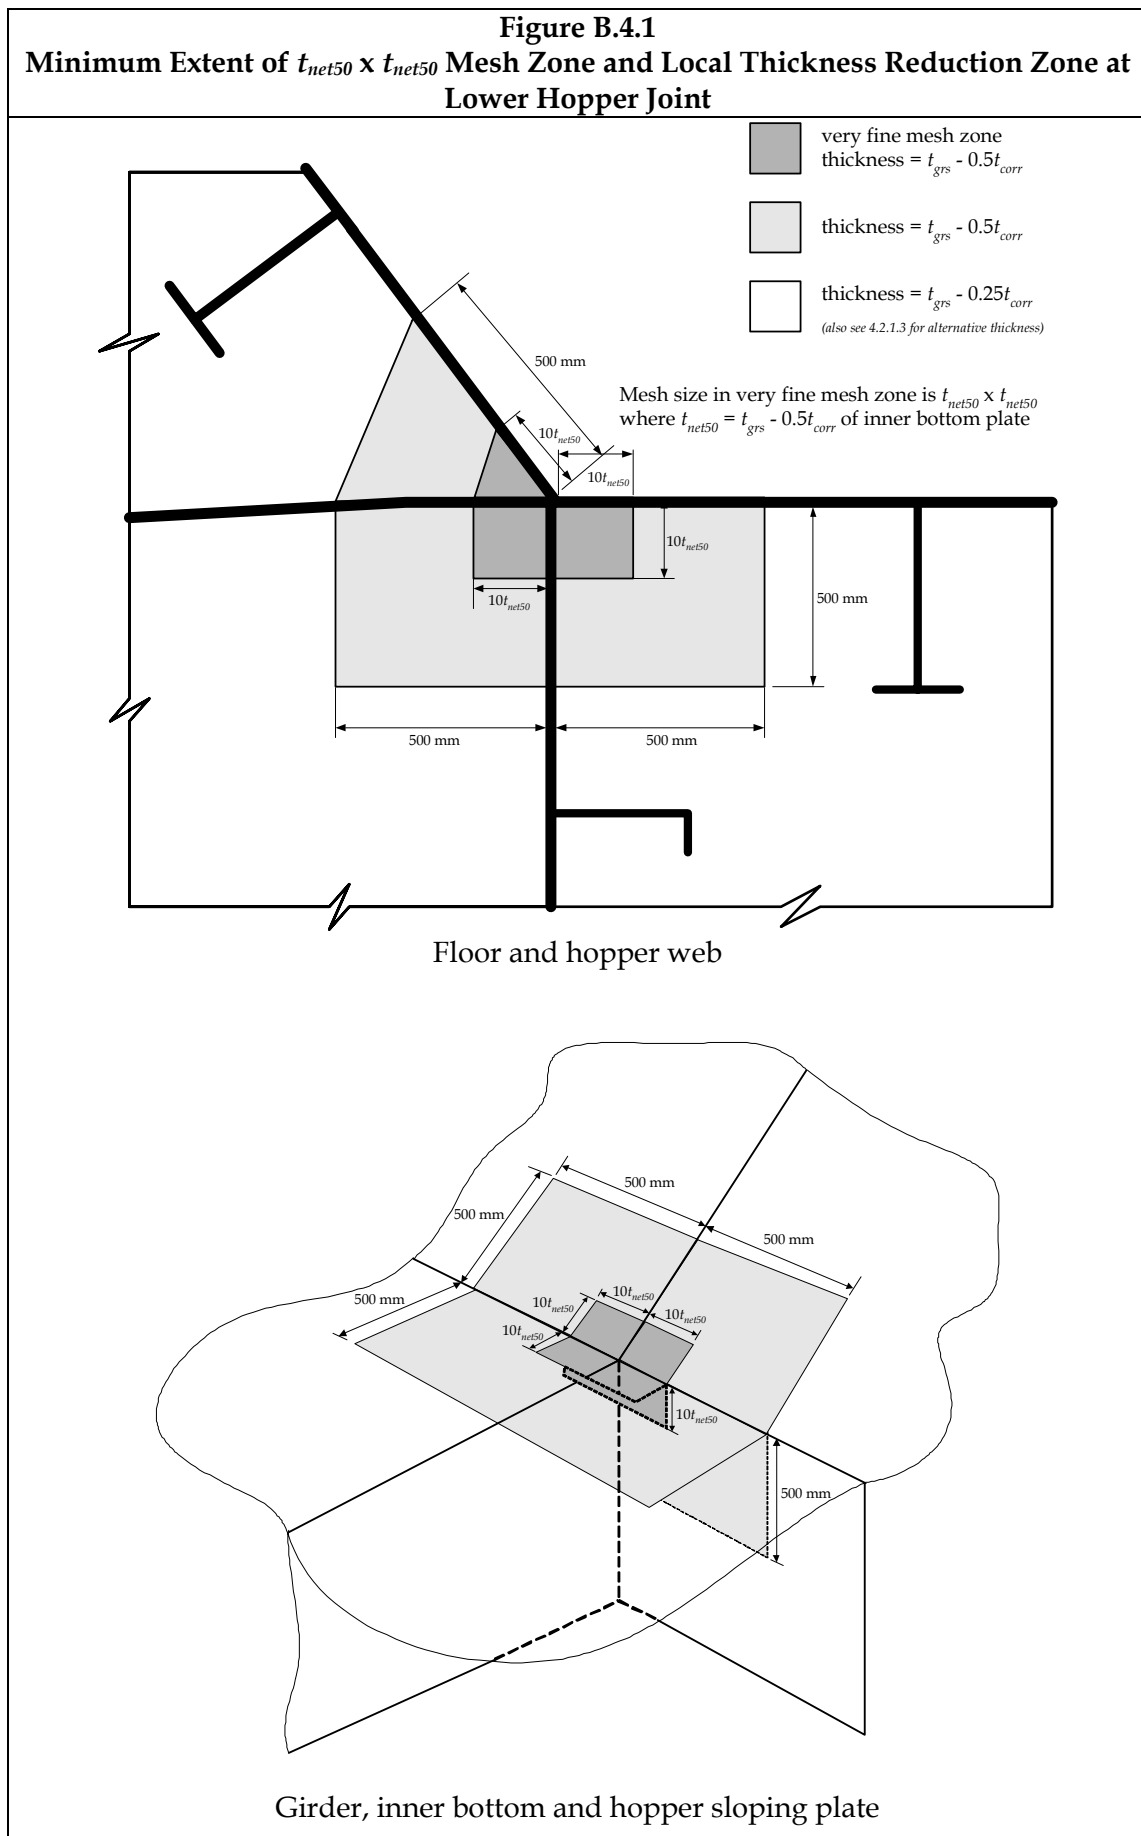 Figure B.4.1
Minimum Extent of tnet50 x tnet50 Mesh Zone and Local Thickness Reduction Zone at
Lower Hopper Joint
very fine mesh zone
thickness = tgrs - 0.5tcorr
thickness = tgrs - 0.5tcorr
thickness = tgrs - 0.25tcorr
(also see 4.2.1.3 for alternative thickness)
500 mm
Mesh size in very fine mesh zone is tnet50 x tnet50
where tnet50 = tgrs - 0.5tcorr of inner bottom plate
10tnet50
10tnet50
10tnet50
10tnet50
500 mm
500 mm
500 mm
Floor and hopper web
500 mm
500 mm
500 mm
500 mm
10tnet50
10tnet50
10tnet50
10tnet50
10tnet50
500 mm
Girder, inner bottom and hopper sloping plate